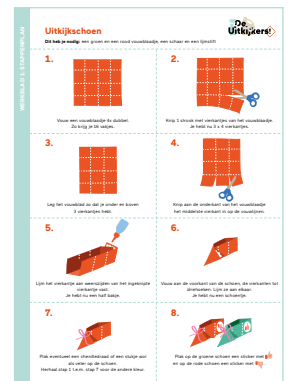 WERKBLAD 1: STAPPENPLAN
Uitkijkschoen
De Uitkijkers!
Dit heb je nodig: een groen en een rood vouwblaadje, een schaar en een lijmstift
1.
Vouw een vouwblaadje 4x dubbel.
Zo krijg je 16 vakjes.
2.
Knip 1 strook met vierkantjes van het vouwblaadje.
Je hebt nu 3 x 4 vierkantjes.
3.
Leg het vouwblad zo dat je onder en boven
3 vierkantjes hebt.
4.
Knip aan de onderkant van het vouwblaadje
het middelste vierkant in op de vouwlijnen.
5.
Lijm het vierkantje aan weerszijden van het ingeknipte
vierkantje vast.
Je hebt nu een half bakje.
6.
Vouw aan de voorkant van de schoen, de vierkanten tot
driehoeken. Lijm ze aan elkaar.
Je hebt nu een schoentje.
7.
Plak eventueel een chenilledraad of een stukje wol
als veter op de schoen.
Herhaal stap 1 t.e.m. stap 7 voor de andere kleur.
8.
Plak op de groene schoen een sticker met
en op de rode schoen een sticker met